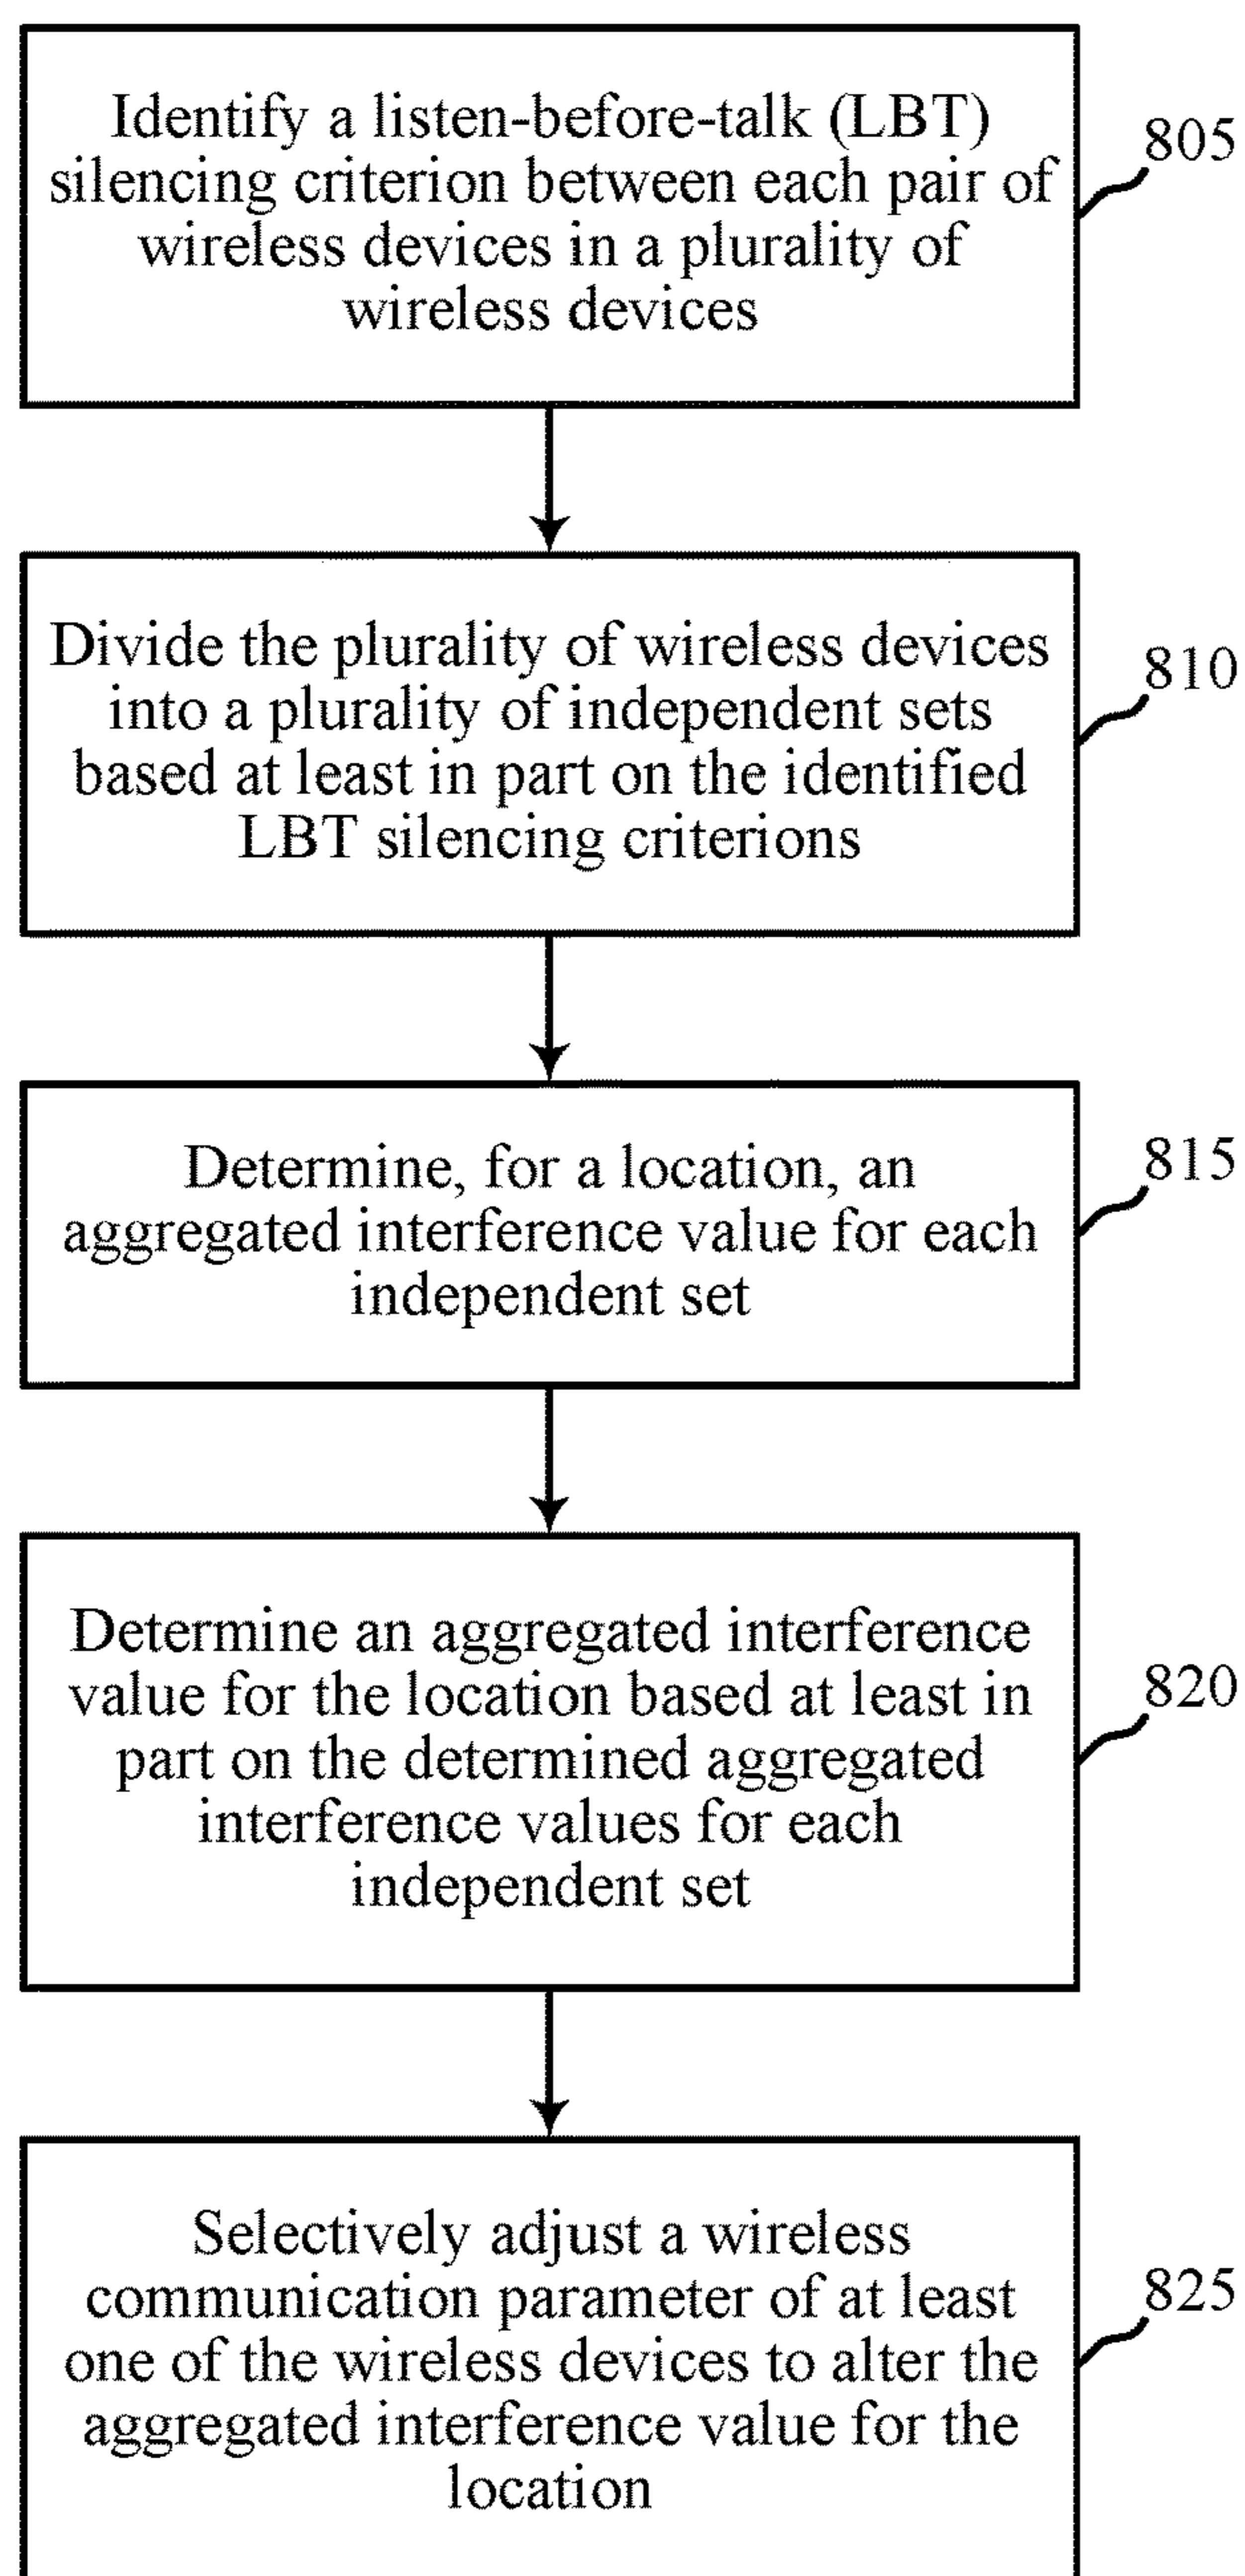 Identify a listen-before-talk (LBT)
silencing criterion between each pair of
wireless devices in a plurality of
wireless devices
805
Divide the plurality of wireless devices
into a plurality of independent sets
based at least in part on the identified
LBT silencing criterions
810
Determine, for a location, an
aggregated interference value for each
independent set
815
Determine an aggregated interference
value for the location based at least in
part on the determined aggregated
interference values for each
independent set
820
Selectively adjust a wireless
communication parameter of at least
one of the wireless devices to alter the
aggregated interference value for the
location
825